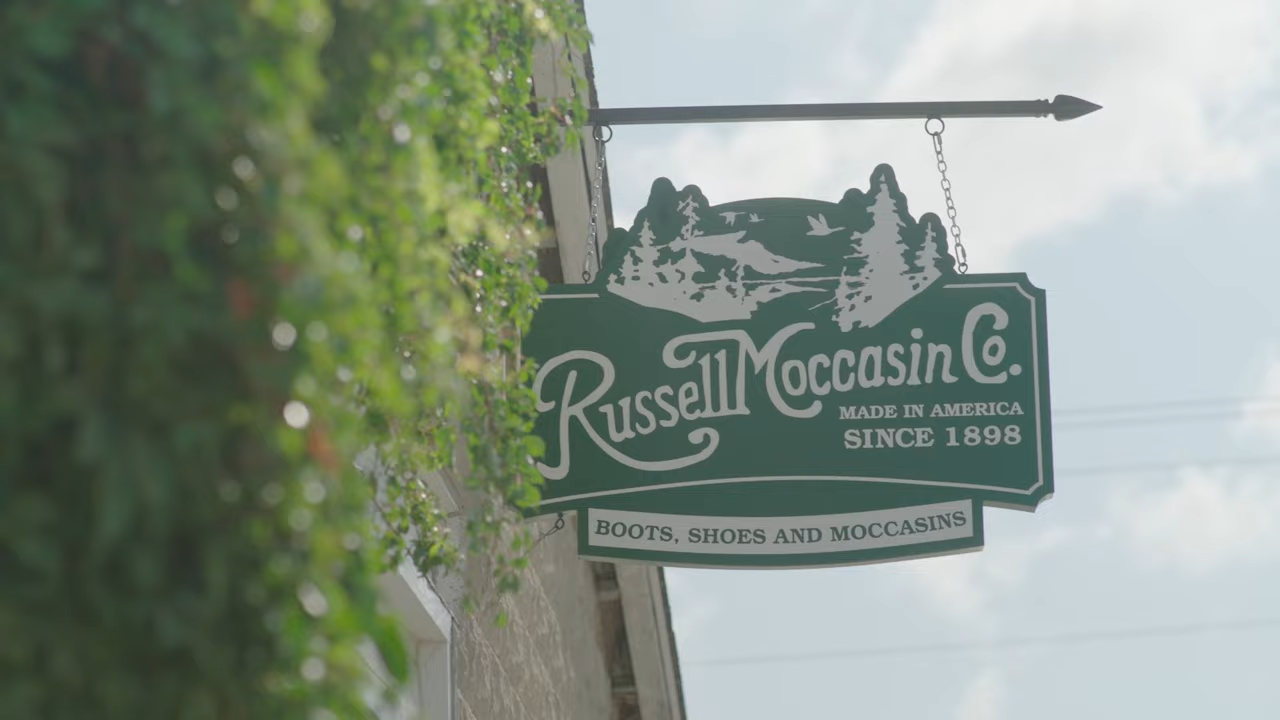 Russell Moccasin Co.
MADE IN AMERICA
SINCE 1898
BOOTS, SHOES AND MOCCASINS